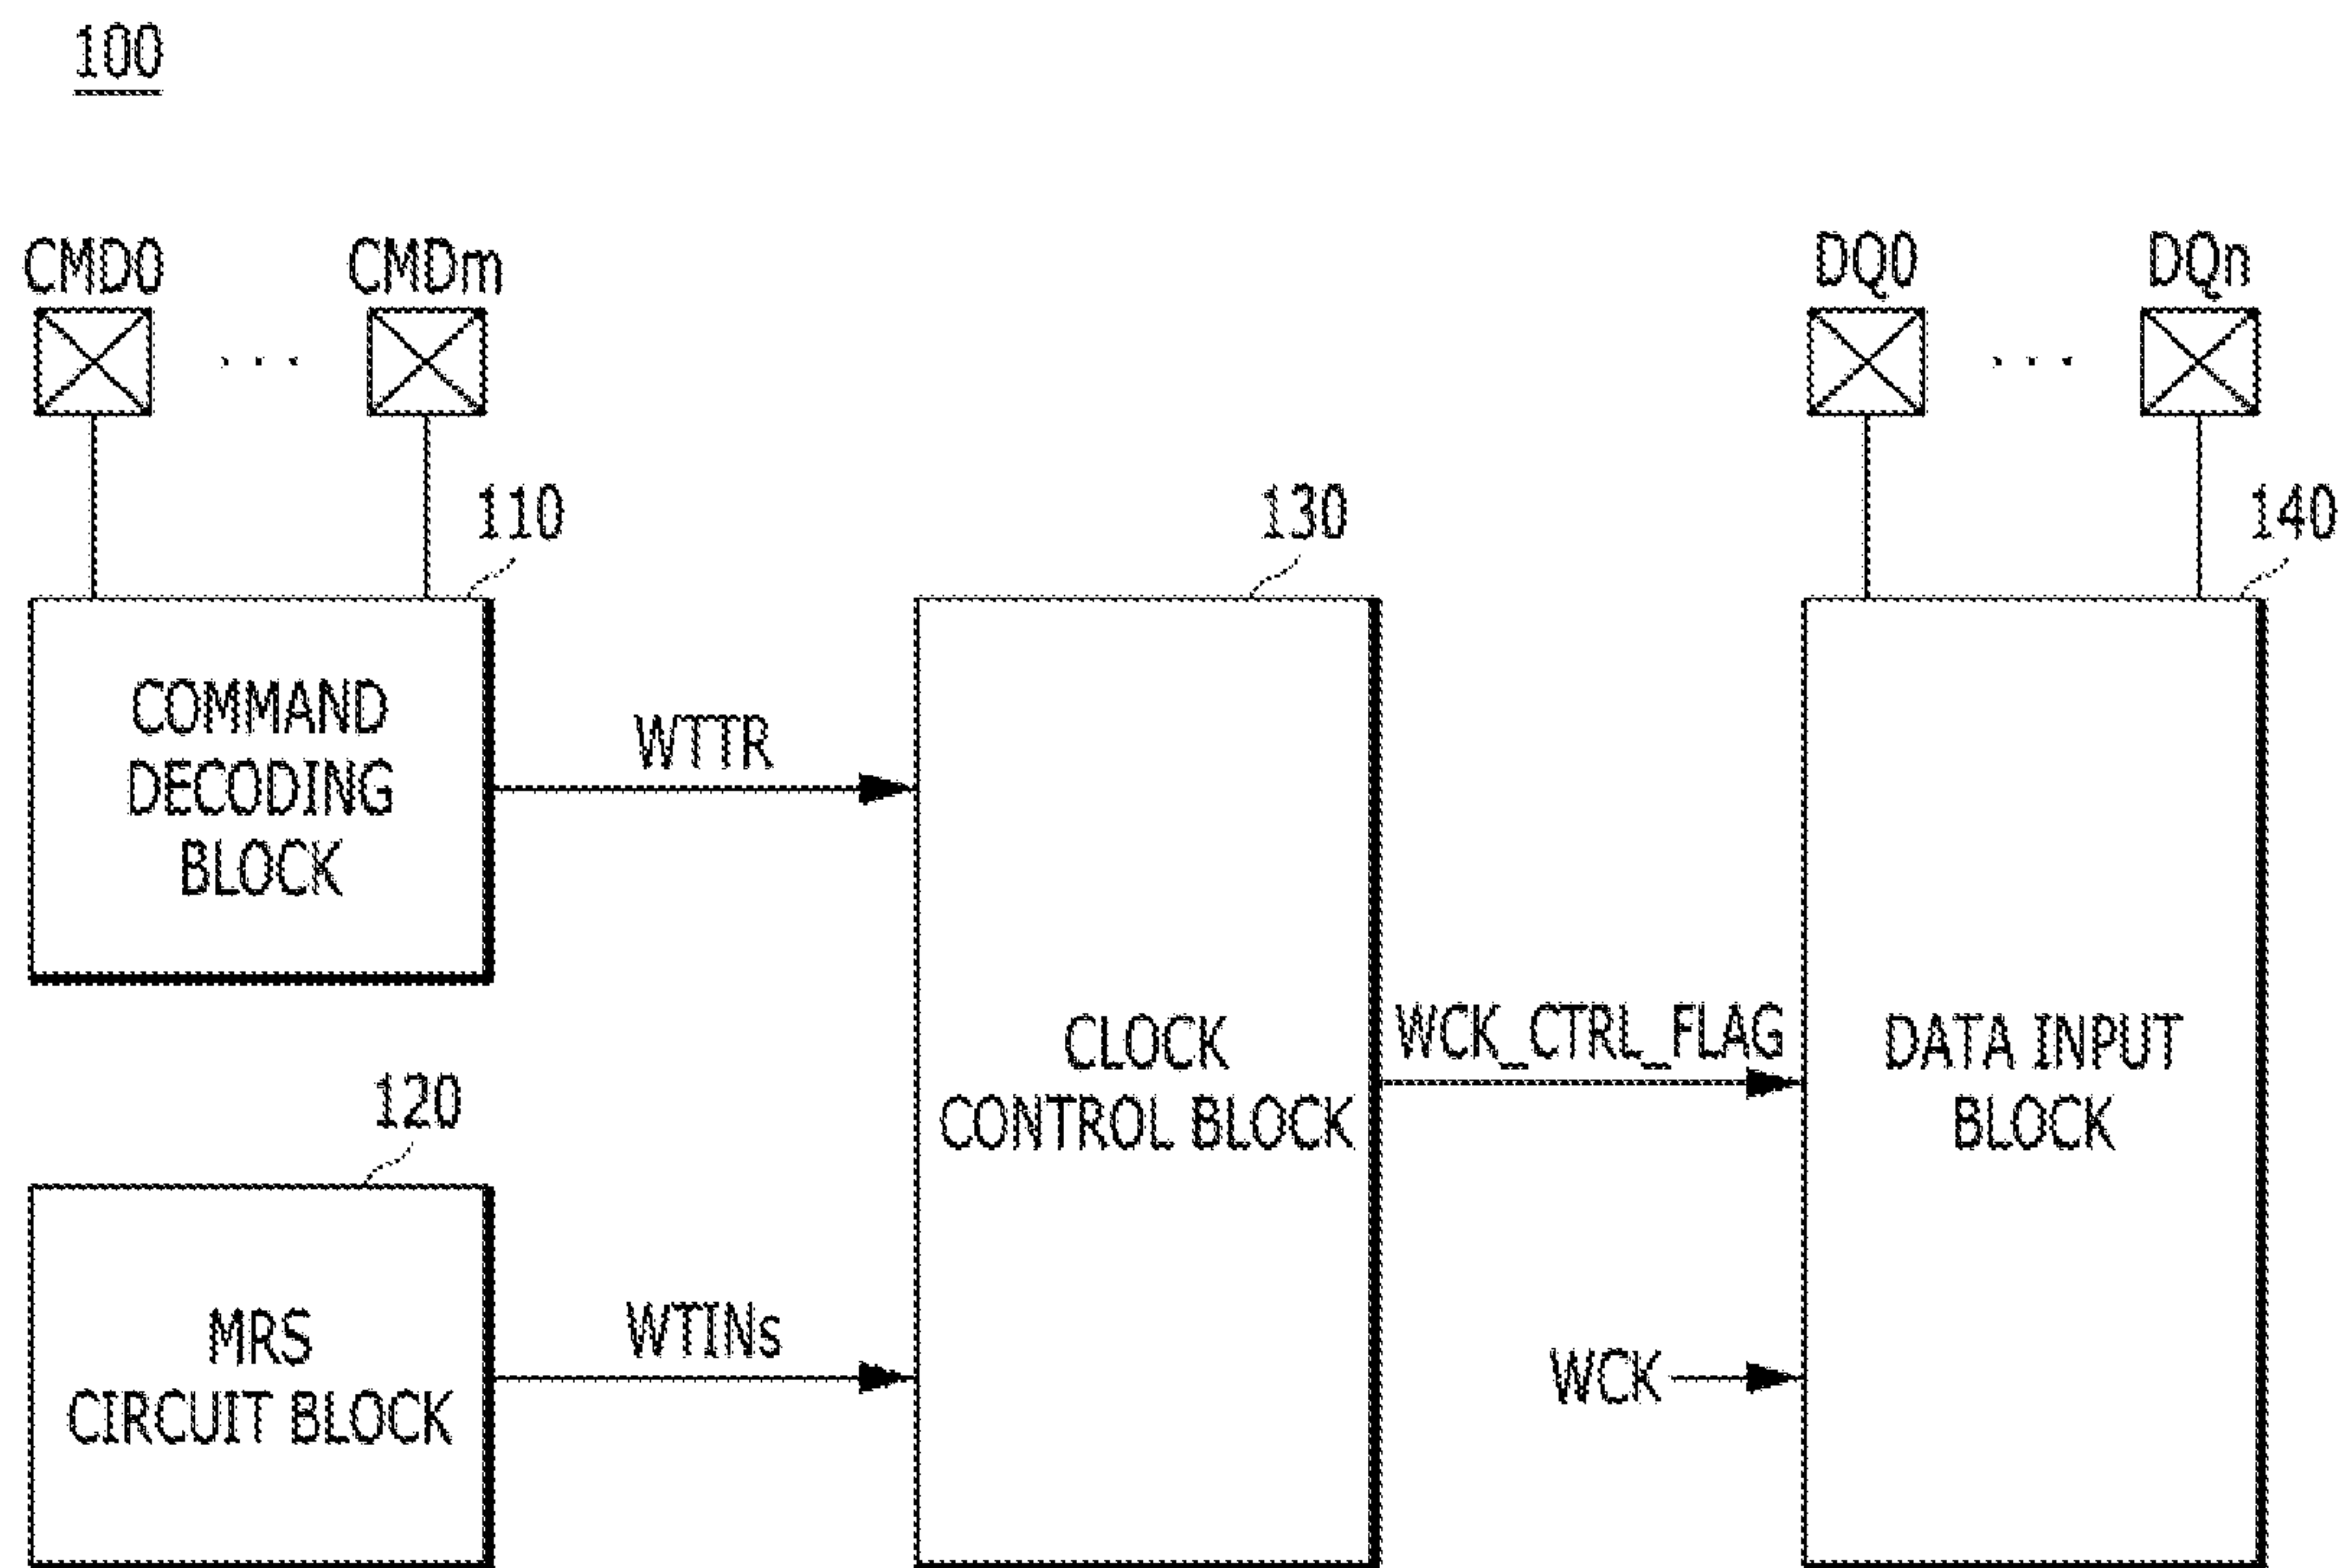 100
CMD0
...
CMDm
DQ0
...
DQn
110
130
140
COMMAND
DECODING
BLOCK
WTTR
CLOCK
CONTROL BLOCK
WCK_CTRL_FLAG
DATA INPUT
BLOCK
120
MRS
CIRCUIT BLOCK
WTINs
WCK